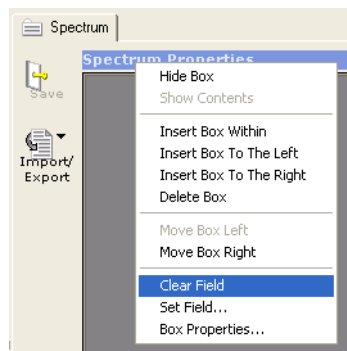 Spectrum
Spectrum Properties
Save
Import/
Export
Hide Box
Show Contents
Insert Box Within
Insert Box To The Left
Insert Box To The Right
Delete Box
Move Box Left
Move Box Right
Clear Field
Set Field...
Box Properties...